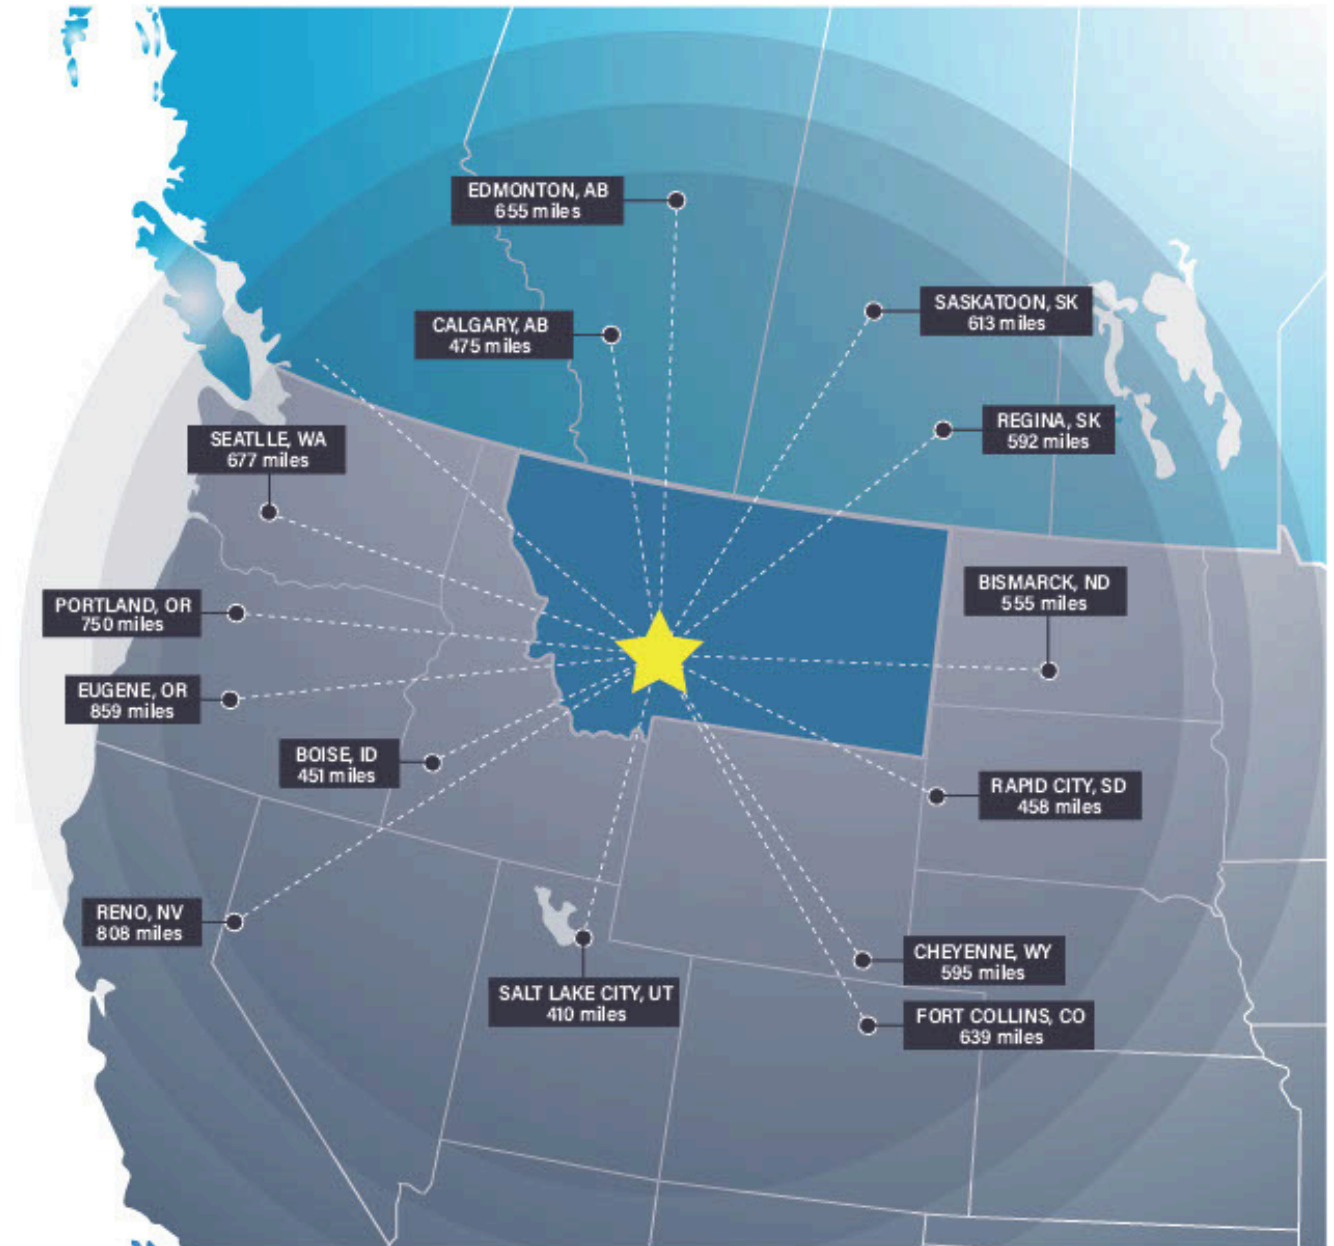 EDMONTON, AB
655 miles
SASKATOON, SK
613 miles
CALGARY, AB
475 miles
REGINA, SK
592 miles
SEATLLE, WA
677 miles
BISMARCK, ND
555 miles
PORTLAND, OR
750 miles
EUGENE, OR
859 miles
BOISE, ID
451 miles
RAPID CITY, SD
458 miles
RENO, NV
808 miles
CHEYENNE, WY
595 miles
SALT LAKE CITY, UT
410 miles
FORT COLLINS, CO
639 miles